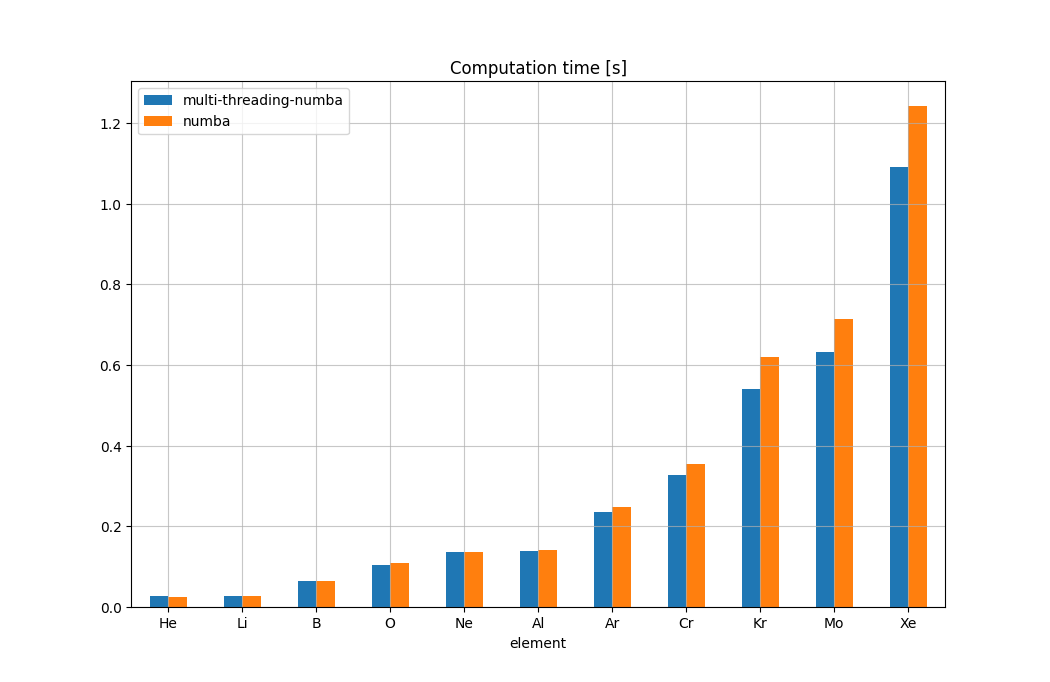 Computation time [s]
multi-threading-numba
numba
1.2
1.0
0.8
0.6
0.4
0.2
0.0
He Li B O Ne Al Ar Cr Kr Mo Xe
element